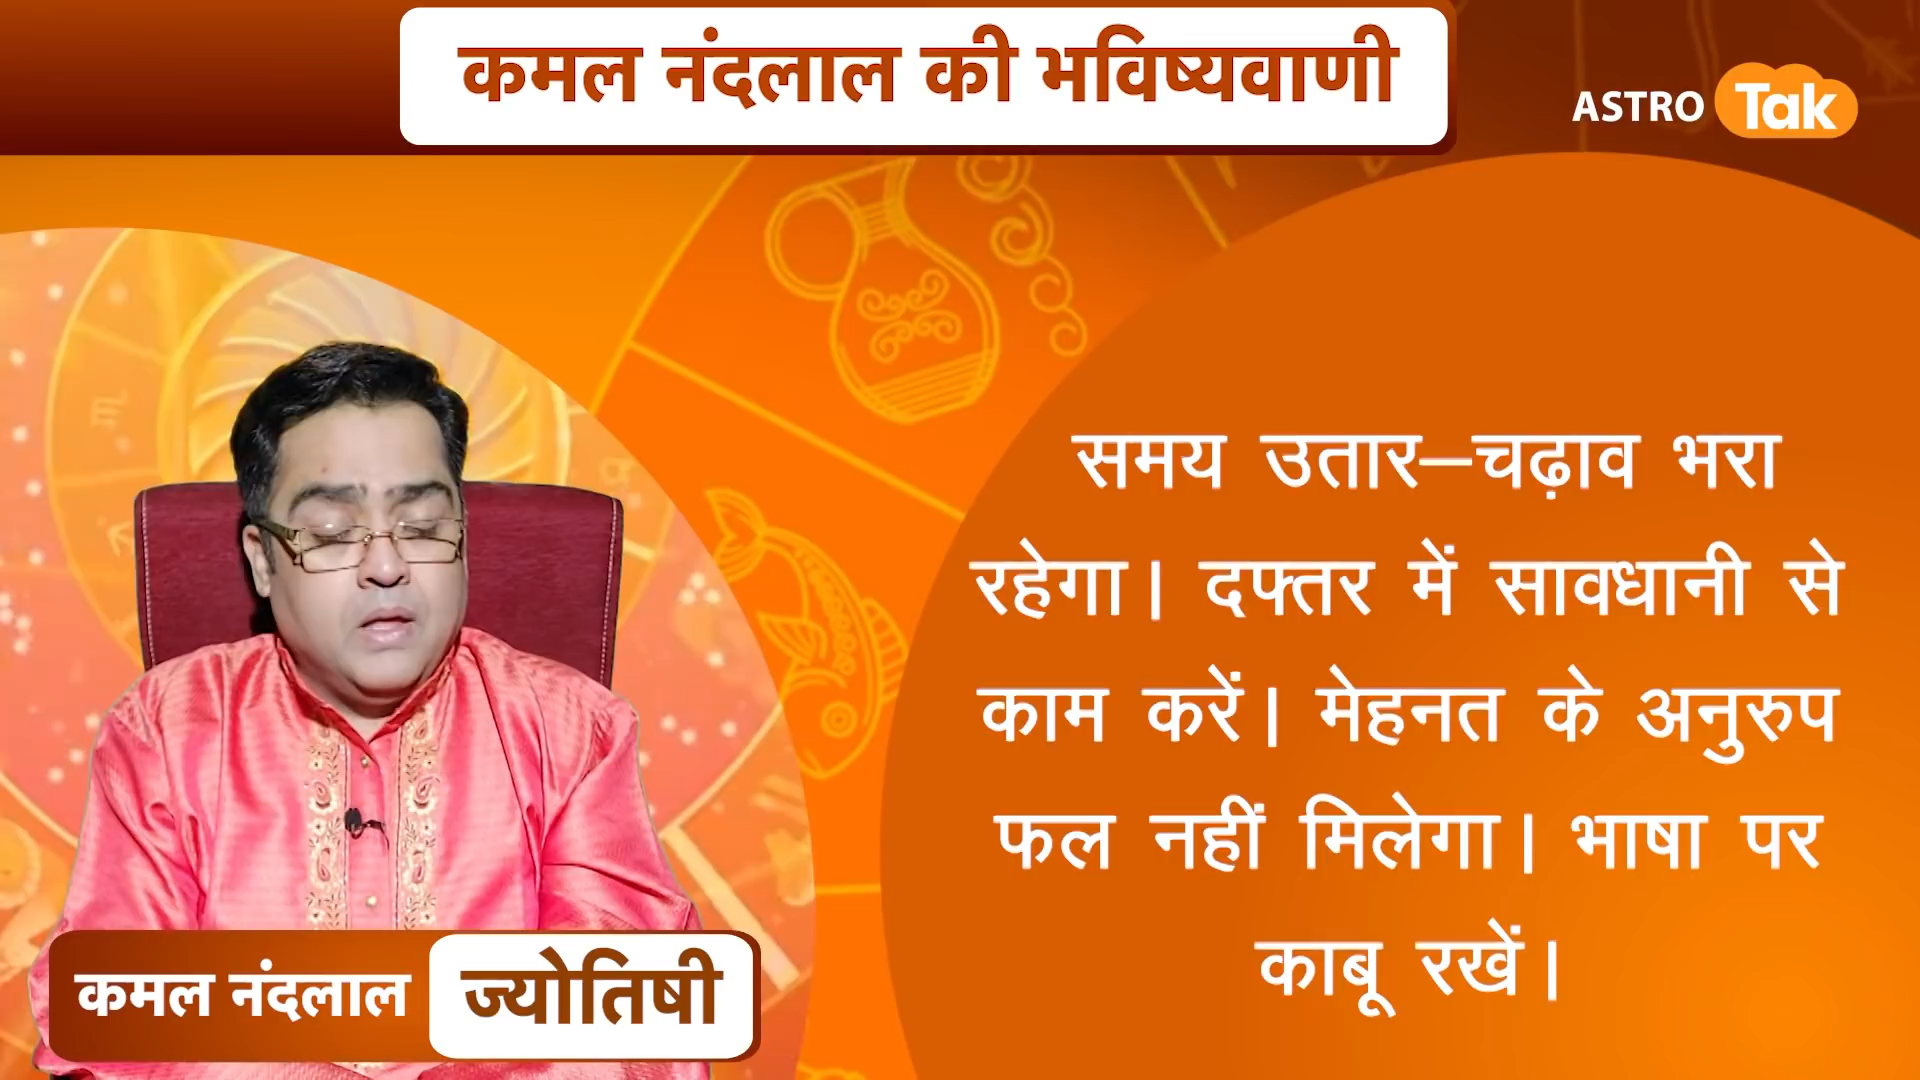 कमल नंदलाल की भविष्यवाणी
ASTRO Tak
समय उतार–चढ़ाव भरा
रहेगा। दफ्तर में सावधानी से
काम करें। मेहनत के अनुरुप
फल नहीं मिलेगा। भाषा पर
काबू रखें।
कमल नंदलाल ज्योतिषी